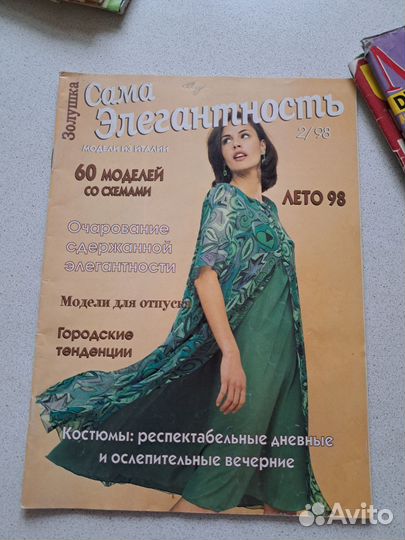 Золушка
Сама
Элегантность
2/98
МОДЕЛИ ИЗ ИТАЛИИ
60 МОДЕЛЕЙ
СО СХЕМАМИ
ЛЕТО 98
Очарование
сдержанной
элегантности
Модели для отпуска
Городские
тенденции
Костюмы: респектабельные дневные
и ослепительные вечерние
Avito